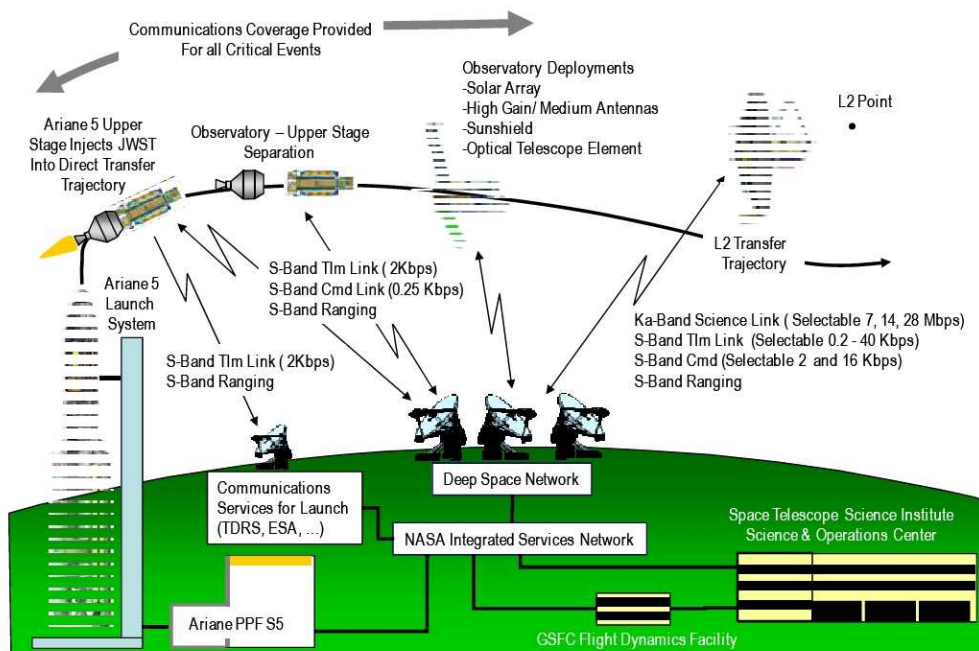 Communications Coverage Provided
For all Critical Events
Ariane 5 Upper
Stage Injects JWST
Into Direct Transfer
Trajectory
Observatory – Upper Stage
Separation
Observatory Deployments
-Solar Array
-High Gain/ Medium Antennas
-Sunshield
-Optical Telescope Element
L2 Point
L2 Transfer
Trajectory
Ariane 5
Launch
System
S-Band Tlm Link ( 2Kbps)
S-Band Cmd Link (0.25 Kbps)
S-Band Ranging
Ka-Band Science Link ( Selectable 7, 14, 28 Mbps)
S-Band Tlm Link (Selectable 0.2 - 40 Kbps)
S-Band Cmd (Selectable 2 and 16 Kbps)
S-Band Ranging
S-Band Tlm Link ( 2Kbps)
S-Band Ranging
Communications
Services for Launch
(TDRS, ESA, ...)
Deep Space Network
NASA Integrated Services Network
Space Telescope Science Institute
Science & Operations Center
Ariane PPF S5
GSFC Flight Dynamics Facility